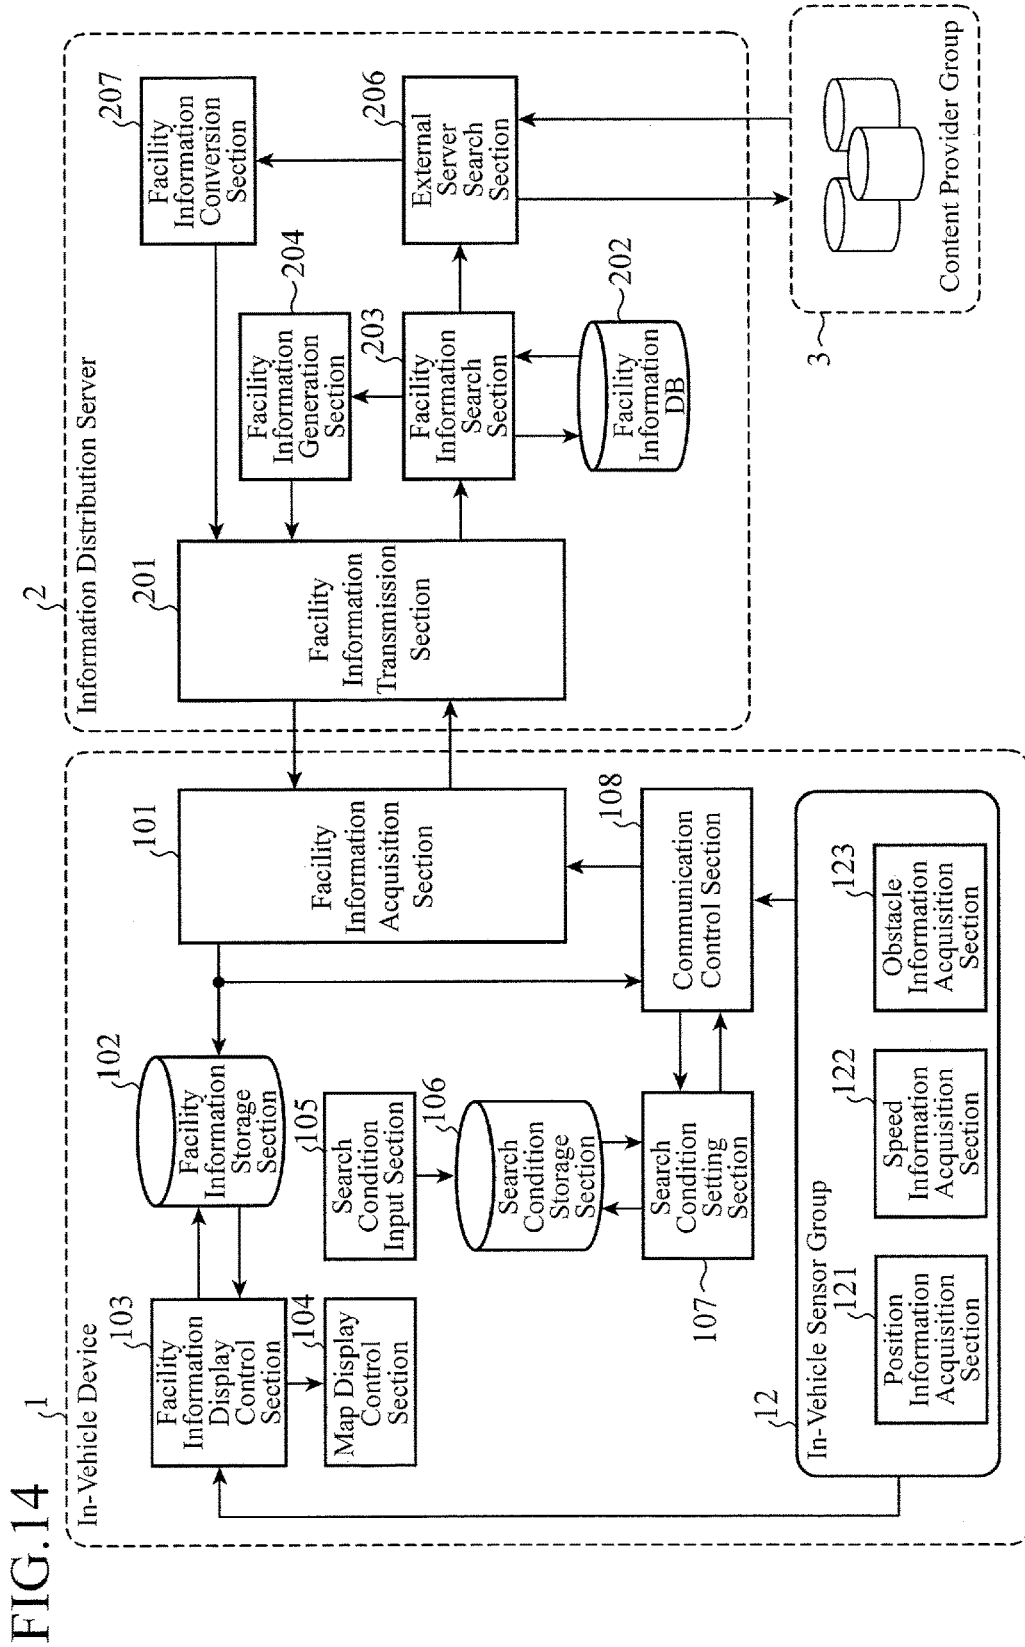 FIG.14
1
In-Vehicle Device
103
Facility
Information
Display
Control
Section
104
Map Display
Control
Section
102
Facility
Information
Storage
Section
105
Search
Condition
Input Section
106
Search
Condition
Storage
Section
107
Search
Condition
Setting
Section
101
Facility
Information
Acquisition
Section
108
Communication
Control Section
12
In-Vehicle Sensor Group
121
Position
Information
Acquisition
Section
122
Speed
Information
Acquisition
Section
123
Obstacle
Information
Acquisition
Section
2
Information Distribution Server
201
Facility
Information
Transmission
Section
204
Facility
Information
Generation
Section
203
Facility
Information
Search
Section
202
Facility
Information
DB
207
Facility
Information
Conversion
Section
206
External
Server
Search
Section
3
Content Provider Group